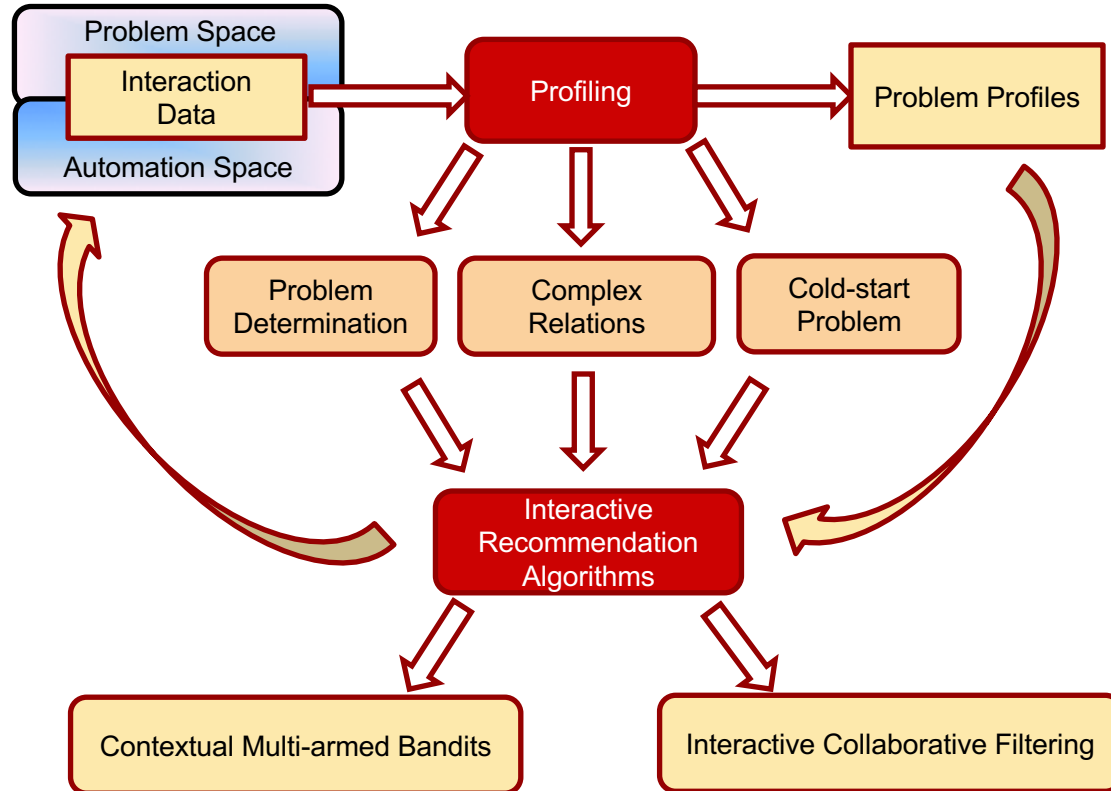 Problem Space
Interaction
Data
Automation Space
Profiling
Problem Profiles
Problem
Determination
Complex
Relations
Cold-start
Problem
Interactive
Recommendation
Algorithms
Contextual Multi-armed Bandits
Interactive Collaborative Filtering